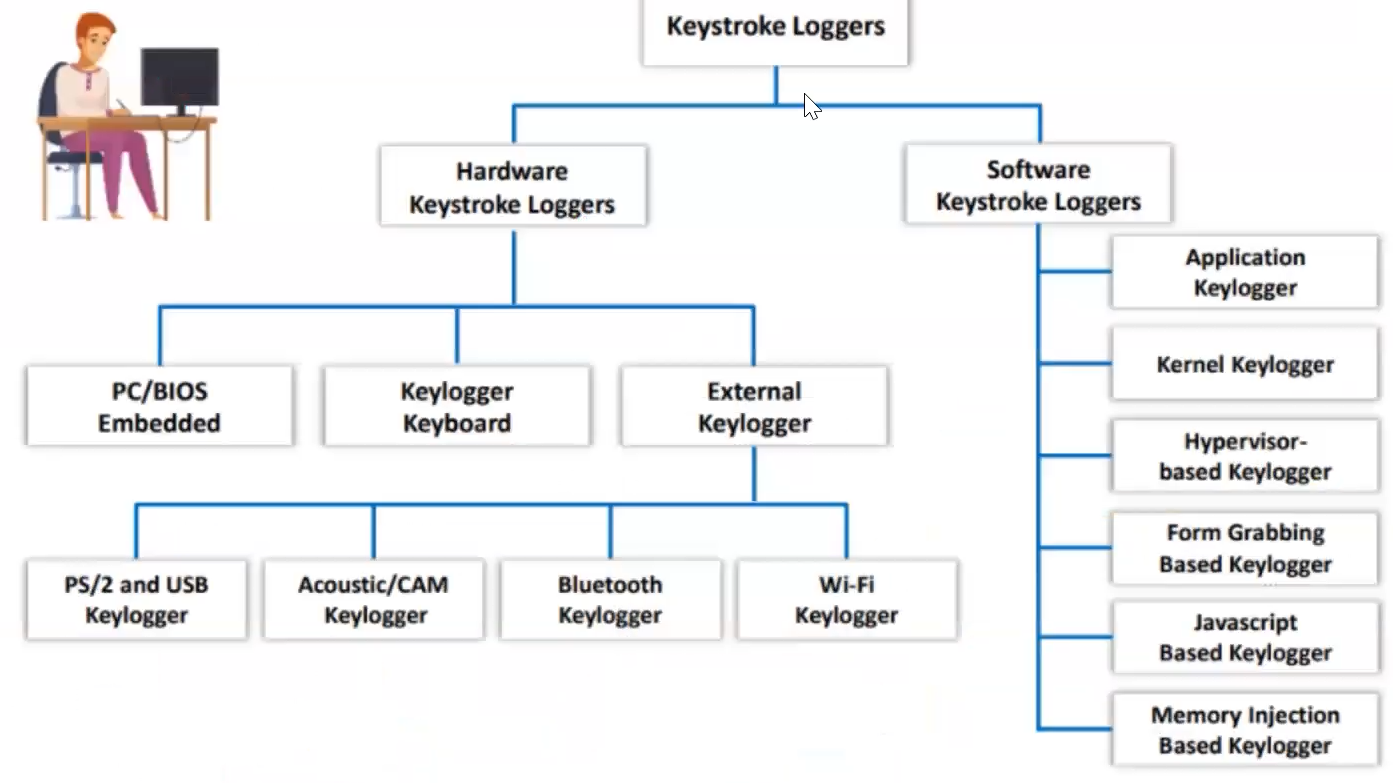 Keystroke Loggers
Hardware
Keystroke Loggers
Software
Keystroke Loggers
Application
Keylogger
Kernel Keylogger
Hypervisor-
based Keylogger
Form Grabbing
Based Keylogger
Javascript
Based Keylogger
Memory Injection
Based Keylogger
PC/BIOS
Embedded
Keylogger
Keyboard
External
Keylogger
PS/2 and USB
Keylogger
Acoustic/CAM
Keylogger
Bluetooth
Keylogger
Wi-Fi
Keylogger